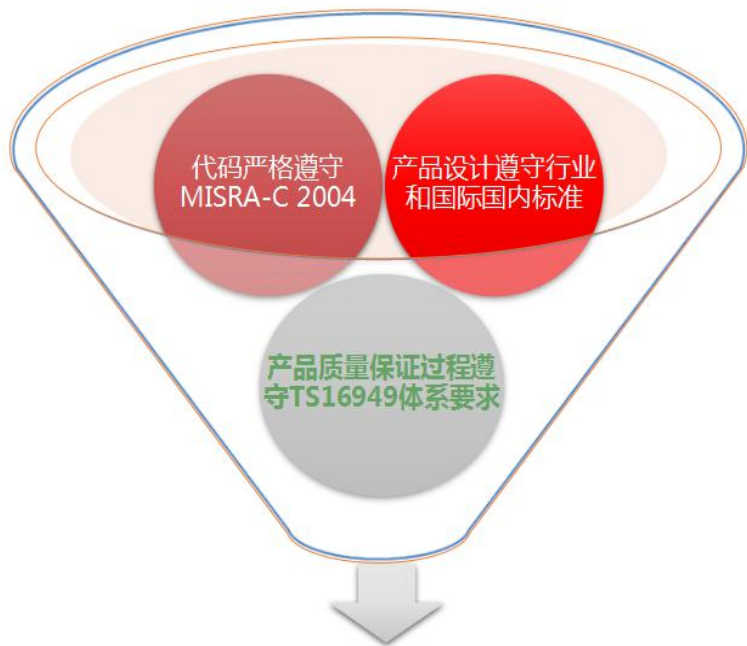 代码严格遵守
MISRA-C 2004
产品设计遵守行业
和国际国内标准
产品质量保证过程遵
守TS16949体系要求